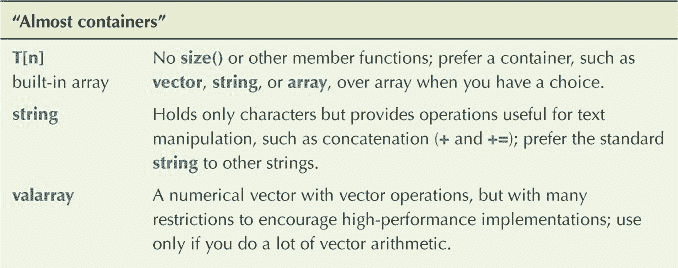 “Almost containers”
T[n] No size() or other member functions; prefer a container, such as
built-in array vector, string, or array, over array when you have a choice.
string Holds only characters but provides operations useful for text
manipulation, such as concatenation (+ and +=); prefer the standard
string to other strings.
valarray A numerical vector with vector operations, but with many
restrictions to encourage high-performance implementations; use
only if you do a lot of vector arithmetic.